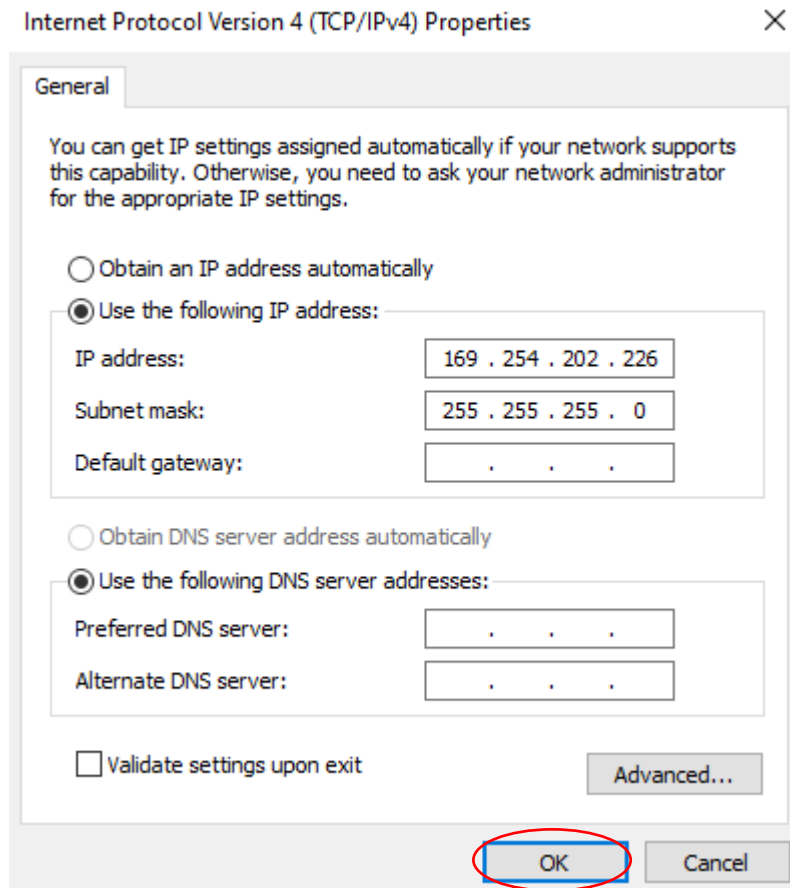 Internet Protocol Version 4 (TCP/IPv4) Properties
General
You can get IP settings assigned automatically if your network supports
this capability. Otherwise, you need to ask your network administrator
for the appropriate IP settings.
Obtain an IP address automatically
Use the following IP address:
IP address: 169 . 254 . 202 . 226
Subnet mask: 255 . 255 . 255 . 0
Default gateway: . . .
Obtain DNS server address automatically
Use the following DNS server addresses:
Preferred DNS server: . . .
Alternate DNS server: . . .
Validate settings upon exit
Advanced...
OK Cancel